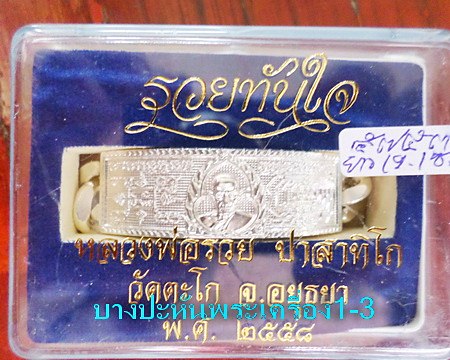 รวยทันใจ
หลวงพ่อรวย ปาสาทิโก
วัดตะโก จ.อยุธยา
บางปะหันพระเครื่อง1-3
พ.ศ. ๒๕๕๘